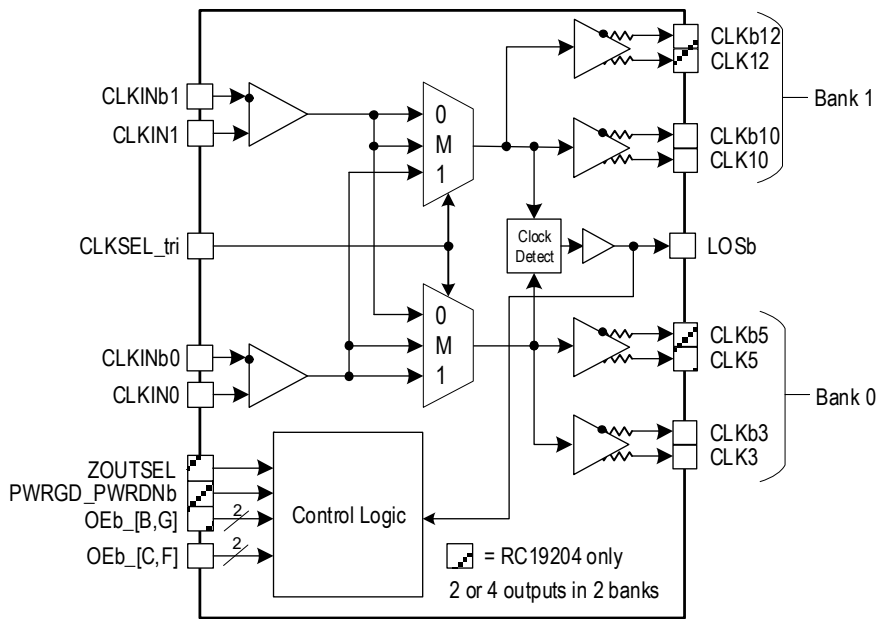 CLKINb1
CLKIN1
CLKSEL_tri
CLKINb0
CLKIN0
ZOUTSEL
PWRGD_PWRDNb
OEb_[B,G]
2
OEb_[C,F]
2
0
M
1
0
M
1
Control Logic
Clock
Detect
CLKb12
CLK12
CLKb10
CLK10
Bank 1
LOSb
CLKb5
CLK5
CLKb3
CLK3
Bank 0
= RC19204 only
2 or 4 outputs in 2 banks